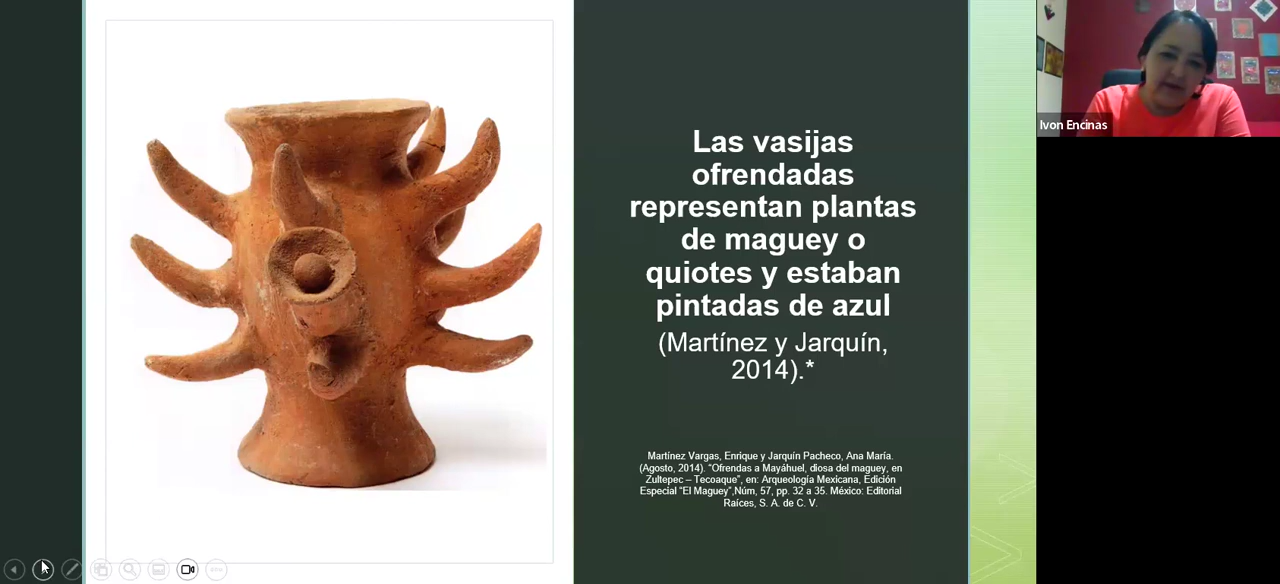 Las vasijas
ofrendadas
representan plantas
de maguey o
quiotes y estaban
pintadas de azul
(Martínez y Jarquín,
2014).*
Martínez Vargas, Enrique y Jarquín Pacheco, Ana María.
(Agosto, 2014). “Ofrendas a Mayáhuel, diosa del maguey, en
Zultepec – Tecoaque”, en: Arqueología Mexicana, Edición
Especial “El Maguey”,Núm, 57, pp. 32 a 35. México: Editorial
Raíces, S. A. de C. V.
Ivon Encinas